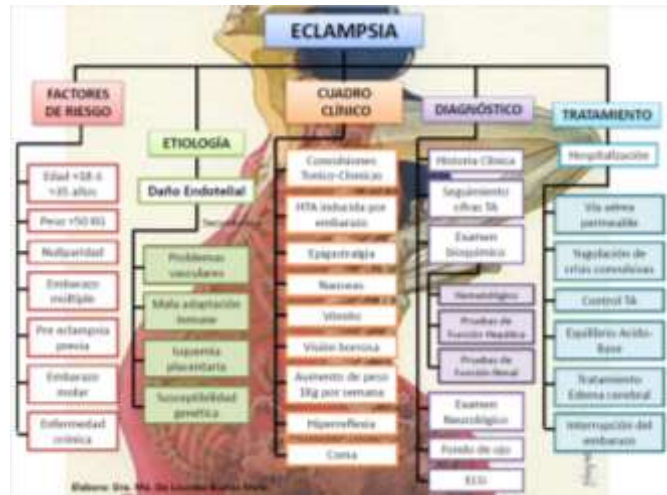 ECLAMPSIA
FACTORES
DE RIESGO
Edad <18 ó
>35 años
Peso <50 KG
Nuliparidad
Embarazo
múltiple
Pre eclampsia
previa
Embarazo
molar
Enfermedad
crónica
ETIOLOGÍA
Daño Endotelial
Problemas
vasculares
Mala adaptación
inmune
Isquemia
placentaria
Susceptibilidad
genética
CUADRO
CLÍNICO
Convulsiones
Tonico-Clonicas
HTA inducida por
embarazo
Epigastralgia
Nauseas
Vómito
Visión borrosa
Aumento de peso
1Kg por semana
Hiperreflexia
Coma
DIAGNÓSTICO
Historia Clínica
Seguimiento
cifras TA
Examen
bioquímico
Hematológico
Pruebas de
Función Hepática
Pruebas de
Función Renal
Examen
Neurológico
Fondo de ojo
ECG
TRATAMIENTO
Hospitalización
Vía aérea
permeable
Yugulación de
crisis convulsivas
Control TA
Equilibrio Acido-
Base
Tratamiento
Edema cerebral
Interrupción del
embarazo
Elaboro: Dra. Ma. De Lourdes